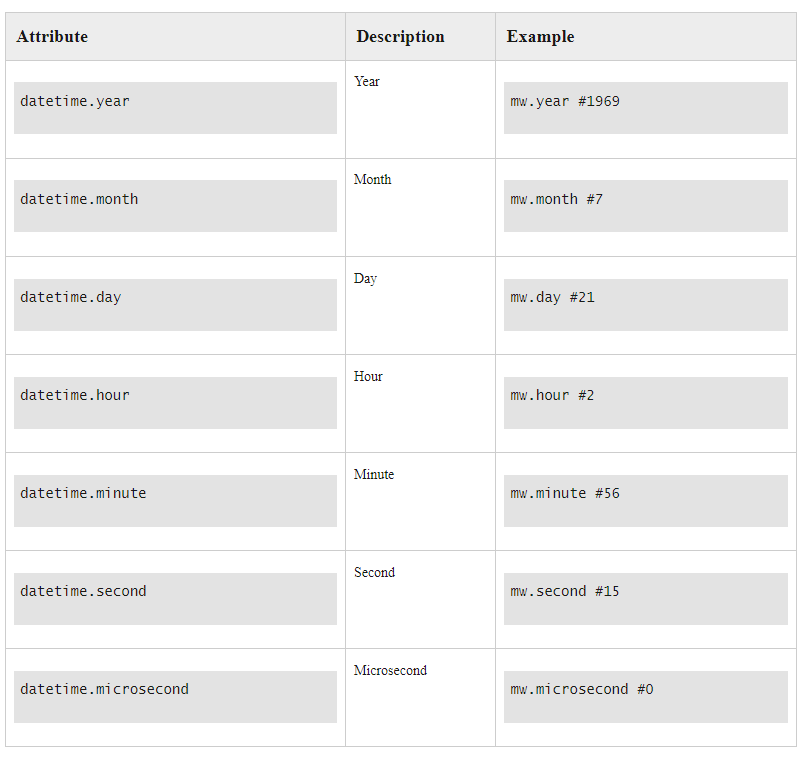 Attribute Description Example
datetime.year Year mw.year #1969
datetime.month Month mw.month #7
datetime.day Day mw.day #21
datetime.hour Hour mw.hour #2
datetime.minute Minute mw.minute #56
datetime.second Second mw.second #15
datetime.microsecond Microsecond mw.microsecond #0